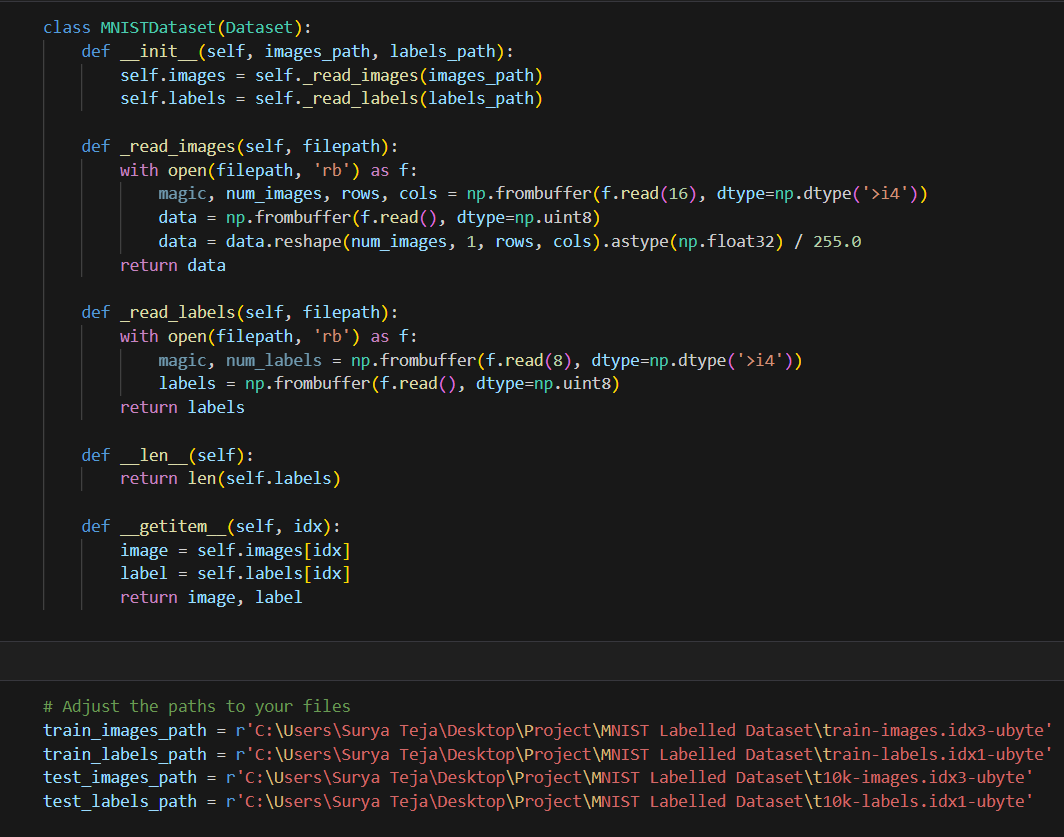 class MNISTDataset(Dataset):
    def __init__(self, images_path, labels_path):
        self.images = self._read_images(images_path)
        self.labels = self._read_labels(labels_path)

    def _read_images(self, filepath):
        with open(filepath, 'rb') as f:
            magic, num_images, rows, cols = np.frombuffer(f.read(16), dtype=np.dtype('>i4'))
            data = np.frombuffer(f.read(), dtype=np.uint8)
            data = data.reshape(num_images, 1, rows, cols).astype(np.float32) / 255.0
        return data

    def _read_labels(self, filepath):
        with open(filepath, 'rb') as f:
            magic, num_labels = np.frombuffer(f.read(8), dtype=np.dtype('>i4'))
            labels = np.frombuffer(f.read(), dtype=np.uint8)
        return labels

    def __len__(self):
        return len(self.labels)

    def __getitem__(self, idx):
        image = self.images[idx]
        label = self.labels[idx]
        return image, label

# Adjust the paths to your files
train_images_path = r'C:\Users\Surya Teja\Desktop\Project\MNIST Labelled Dataset\train-images.idx3-ubyte'
train_labels_path = r'C:\Users\Surya Teja\Desktop\Project\MNIST Labelled Dataset\train-labels.idx1-ubyte'
test_images_path = r'C:\Users\Surya Teja\Desktop\Project\MNIST Labelled Dataset\t10k-images.idx3-ubyte'
test_labels_path = r'C:\Users\Surya Teja\Desktop\Project\MNIST Labelled Dataset\t10k-labels.idx1-ubyte'